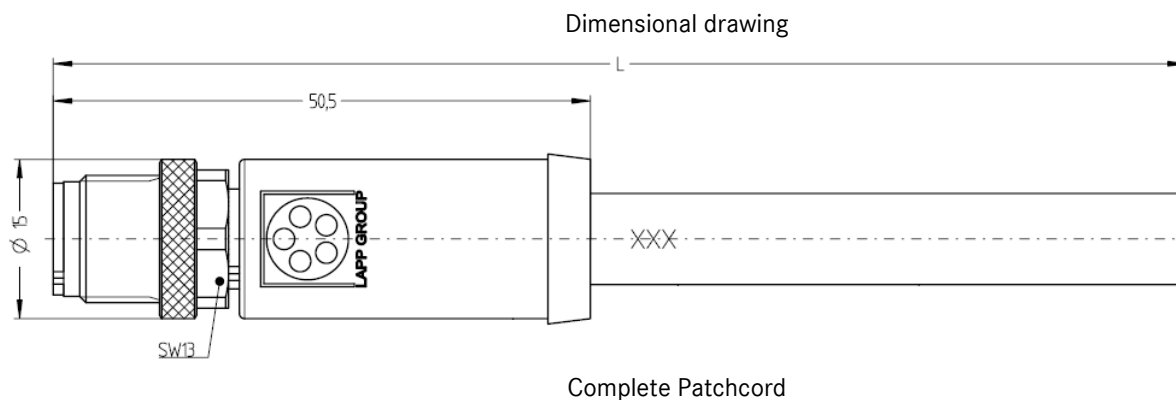 Dimensional drawing
L
50,5
Ø 15
LAPP GROUP
XXX
SW13
Complete Patchcord